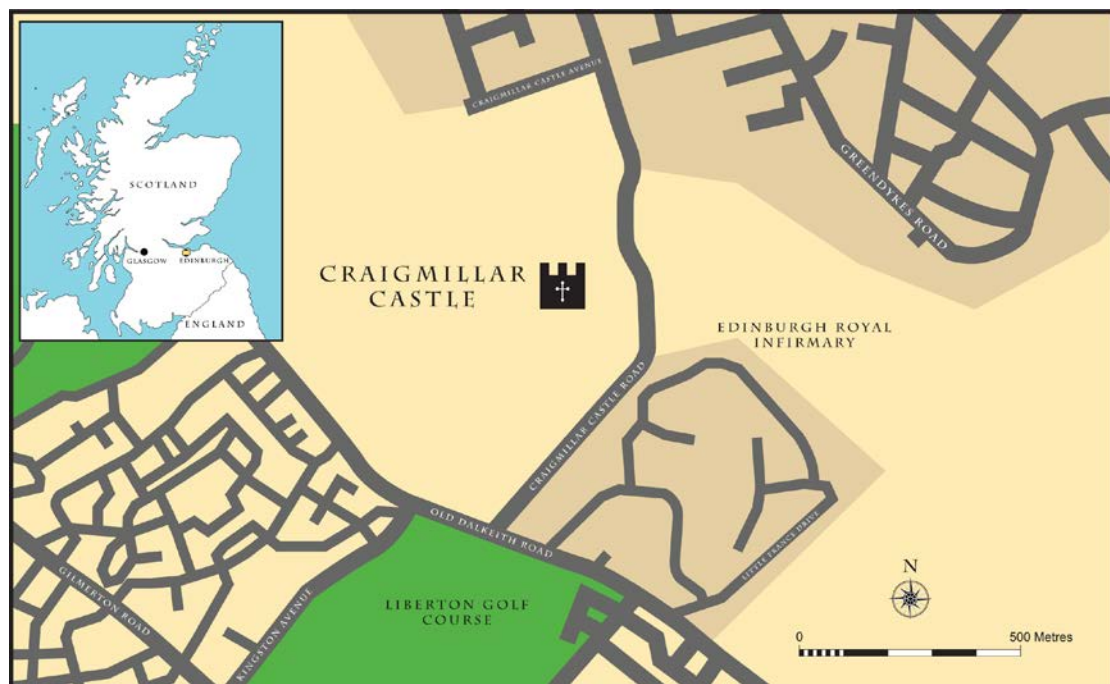 SCOTLAND
GLASGOW
EDINBURGH
ENGLAND
CRAIGMILLAR CASTLE AVENUE
GREENDYKES ROAD
CRAIGMILLAR
CASTLE
EDINBURGH ROYAL
INFIRMARY
CRAIGMILLAR CASTLE ROAD
OLD DALKEITH ROAD
LITTLE FRANCE DRIVE
GILMERTON ROAD
KINGSTON AVENUE
LIBERTON GOLF
COURSE
N
0
500 Metres